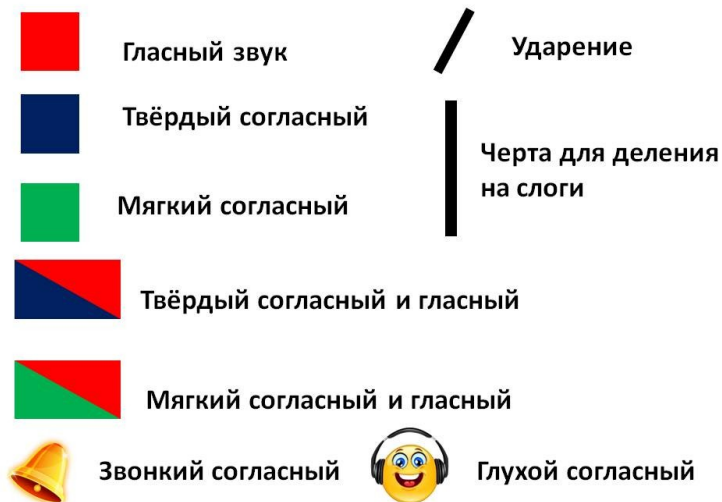 Гласный звук
Ударение
Твёрдый согласный
Черта для деления
на слоги
Мягкий согласный
Твёрдый согласный и гласный
Мягкий согласный и гласный
Звонкий согласный
Глухой согласный